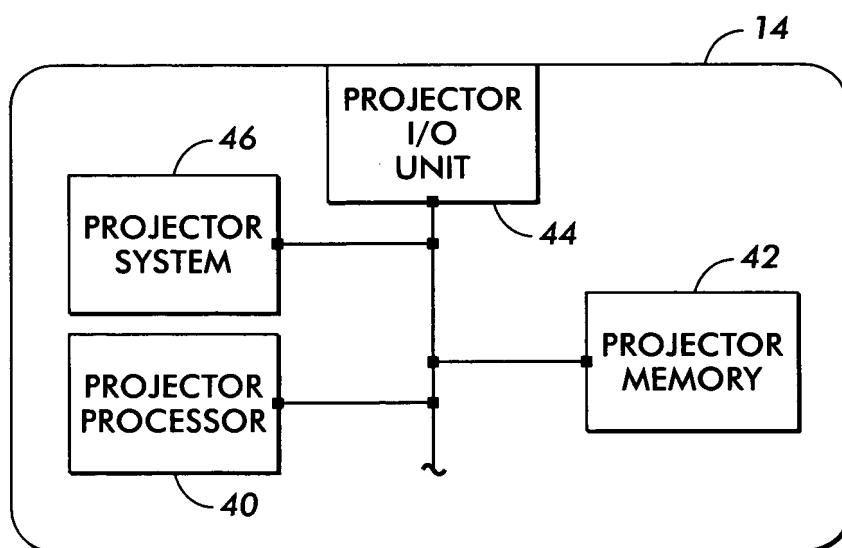 14
PROJECTOR
I/O
UNIT
46
PROJECTOR
SYSTEM
44
42
PROJECTOR
MEMORY
PROJECTOR
PROCESSOR
40